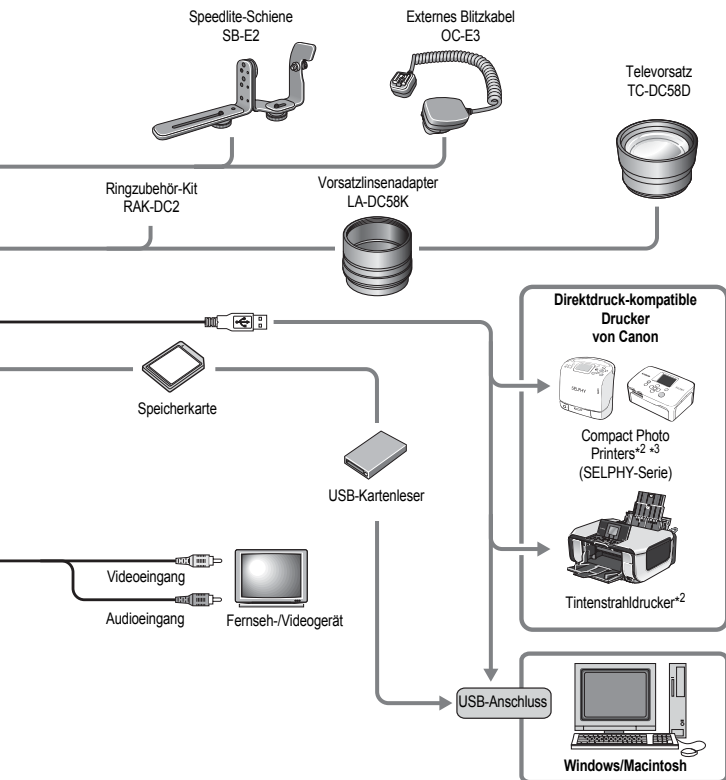 Speedlite-Schiene
SB-E2
Externes Blitzkabel
OC-E3
Televorsatz
TC-DC58D
Ringzubehör-Kit
RAK-DC2
Vorsatzlinsenadapter
LA-DC58K
Direktdruck-kompatible
Drucker
von Canon
Speicherkarte
SELPHY
Compact Photo
Printers*2 *3
(SELPHY-Serie)
USB-Kartenleser
Tintenstrahldrucker*2
Videoeingang
Audioeingang
Fernseh-/Videogerät
USB-Anschluss
Windows/Macintosh